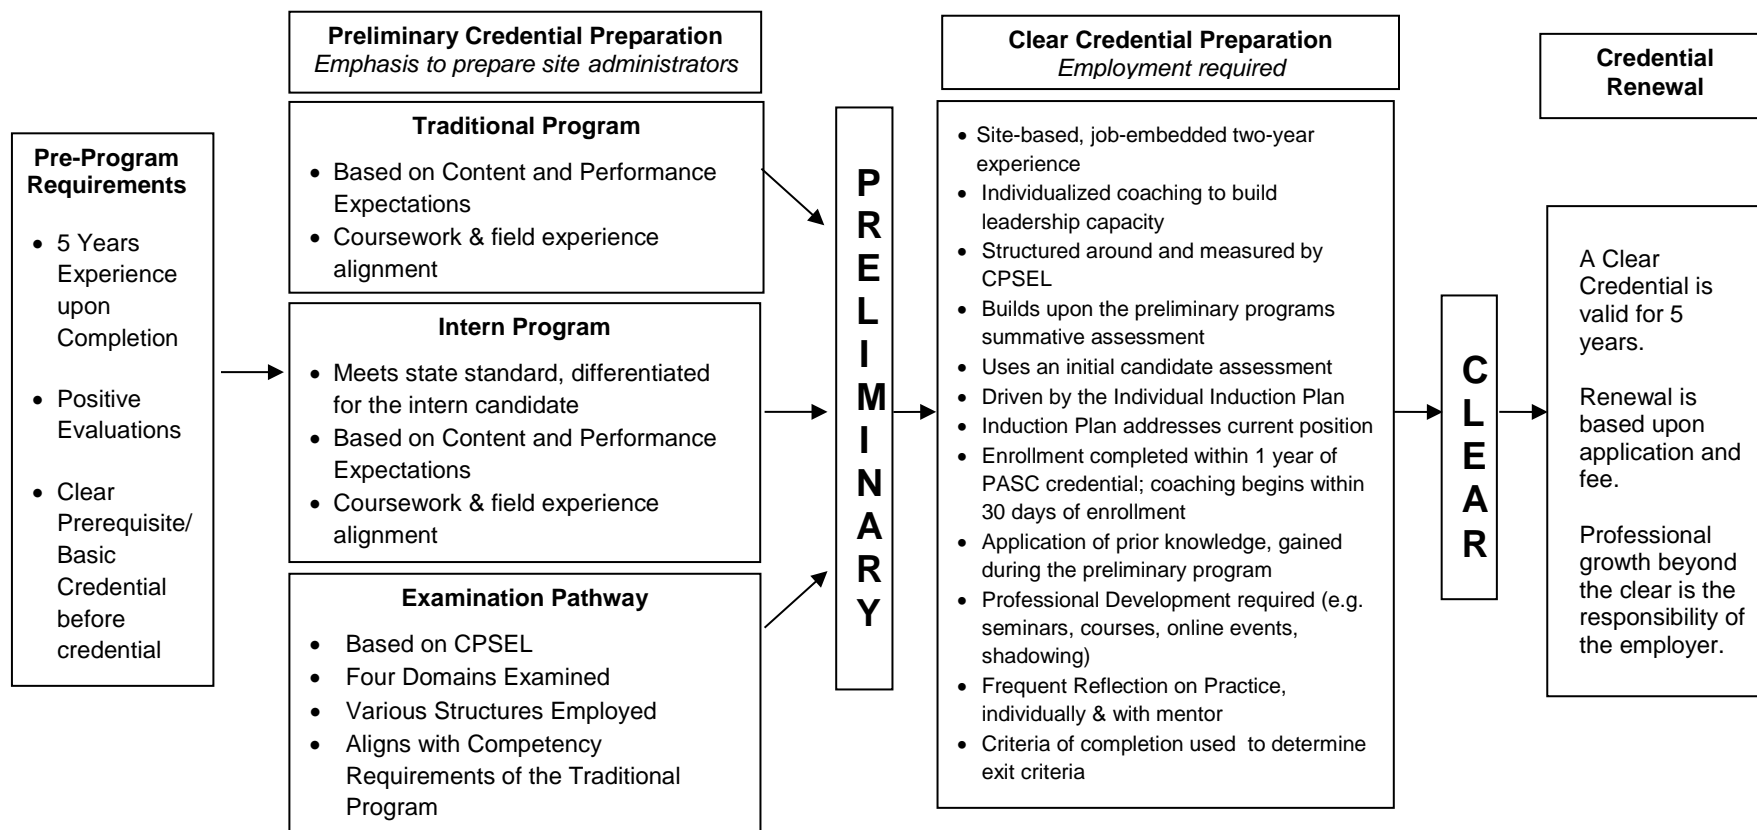 Pre-Program
Requirements
• 5 Years
Experience
upon
Completion
• Positive
Evaluations
• Clear
Prerequisite/
Basic
Credential
before
credential
Preliminary Credential Preparation
Emphasis to prepare site administrators
Traditional Program
• Based on Content and Performance
Expectations
• Coursework & field experience
alignment
Intern Program
• Meets state standard, differentiated
for the intern candidate
• Based on Content and Performance
Expectations
• Coursework & field experience
alignment
Examination Pathway
• Based on CPSEL
• Four Domains Examined
• Various Structures Employed
• Aligns with Competency
Requirements of the Traditional
Program
PRELIMINARY
Clear Credential Preparation
Employment required
• Site-based, job-embedded two-year
experience
• Individualized coaching to build
leadership capacity
• Structured around and measured by
CPSEL
• Builds upon the preliminary programs
summative assessment
• Uses an initial candidate assessment
• Driven by the Individual Induction Plan
• Induction Plan addresses current position
• Enrollment completed within 1 year of
PASC credential; coaching begins within
30 days of enrollment
• Application of prior knowledge, gained
during the preliminary program
• Professional Development required (e.g.
seminars, courses, online events,
shadowing)
• Frequent Reflection on Practice,
individually & with mentor
• Criteria of completion used to determine
exit criteria
CLEAR
Credential
Renewal
A Clear
Credential is
valid for 5
years.
Renewal is
based upon
application and
fee.
Professional
growth beyond
the clear is the
responsibility of
the employer.